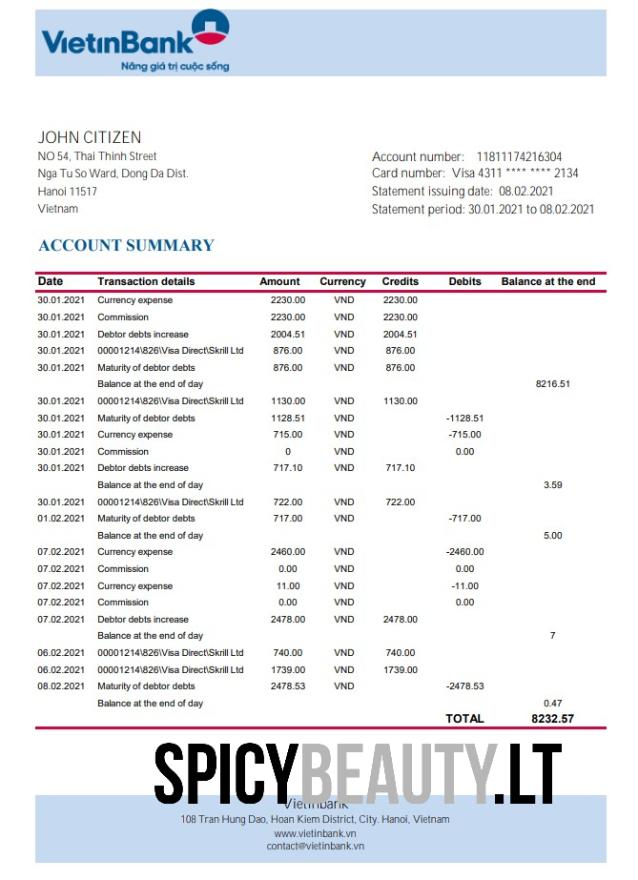 VietinBank
Nâng giá trị cuộc sống
JOHN CITIZEN
NO 54, Thai Thinh Street
Nga Tu So Ward, Dong Da Dist.
Hanoi 11517
Vietnam
Account number: 11811174216304
Card number: Visa 4311 **** **** 2134
Statement issuing date: 08.02.2021
Statement period: 30.01.2021 to 08.02.2021
ACCOUNT SUMMARY
Date Transaction details Amount Currency Credits Debits Balance at the end
30.01.2021 Currency expense 2230.00 VND 2230.00
30.01.2021 Commission 2230.00 VND 2230.00
30.01.2021 Debtor debts increase 2004.51 VND 2004.51
30.01.2021 00001214\826\Visa Direct\Skrill Ltd 876.00 VND 876.00
30.01.2021 Maturity of debtor debts 876.00 VND 876.00
Balance at the end of day 8216.51
30.01.2021 00001214\826\Visa Direct\Skrill Ltd 1130.00 VND 1130.00
30.01.2021 Maturity of debtor debts 1128.51 VND -1128.51
30.01.2021 Currency expense 715.00 VND -715.00
30.01.2021 Commission 0 VND 0.00
30.01.2021 Debtor debts increase 717.10 VND 717.10
Balance at the end of day 3.59
30.01.2021 00001214\826\Visa Direct\Skrill Ltd 722.00 VND 722.00
01.02.2021 Maturity of debtor debts 717.00 VND -717.00
Balance at the end of day 5.00
07.02.2021 Currency expense 2460.00 VND -2460.00
07.02.2021 Commission 0.00 VND 0.00
07.02.2021 Currency expense 11.00 VND -11.00
07.02.2021 Commission 0.00 VND 0.00
07.02.2021 Debtor debts increase 2478.00 VND 2478.00
Balance at the end of day 7
06.02.2021 00001214\826\Visa Direct\Skrill Ltd 740.00 VND 740.00
06.02.2021 00001214\826\Visa Direct\Skrill Ltd 1739.00 VND 1739.00
08.02.2021 Maturity of debtor debts 2478.53 VND -2478.53
Balance at the end of day 0.47
TOTAL 8232.57
SPICYBEAUTY.LT
Vietinbank
108 Tran Hung Dao, Hoan Kiem District, City. Hanoi, Vietnam
www.vietinbank.vn
contact@vietinbank.vn